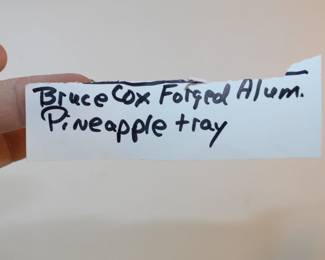 Bruce Cox Forged Alum.
Pineapple tray